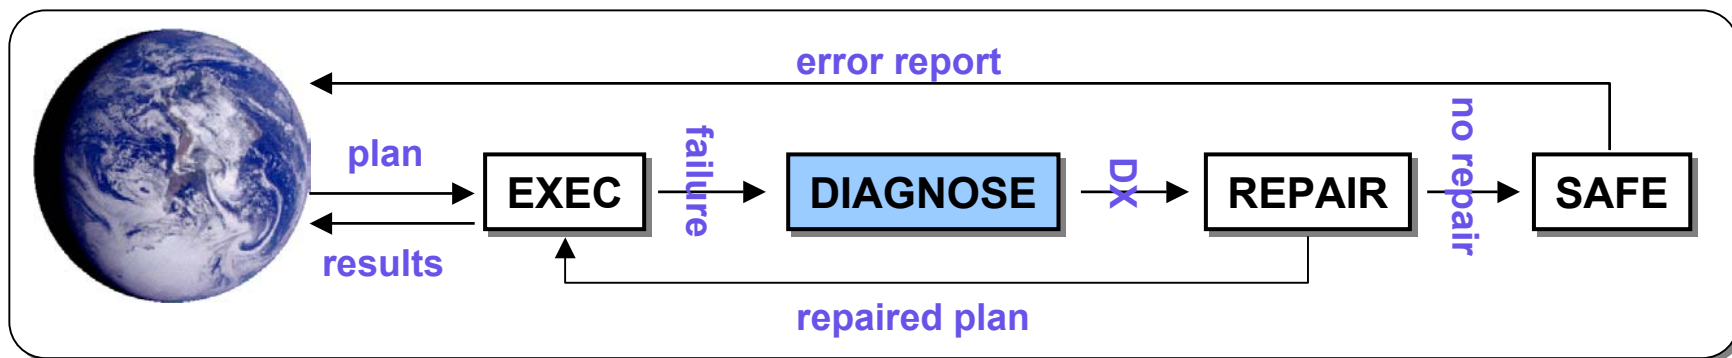 error report
plan
EXEC
failure
DIAGNOSE
DX
REPAIR
no repair
SAFE
results
repaired plan